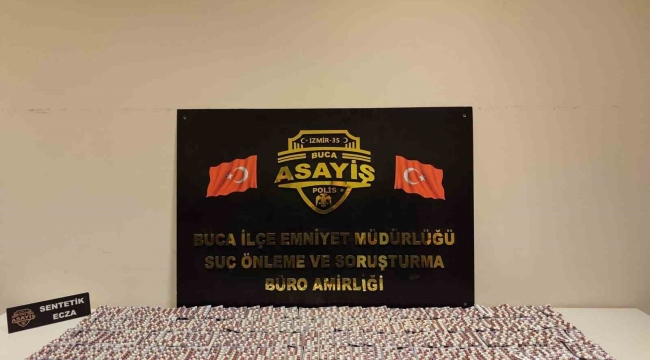 İZMİR-35
BUCA
ASAYİŞ
POLİS
BUCA İLÇE EMNİYET MÜDÜRLÜĞÜ
SUÇ ÖNLEME VE SORUŞTURMA
BÜRO AMİRLİĞİ
ASAYİŞ
SENTETİK
ECZA